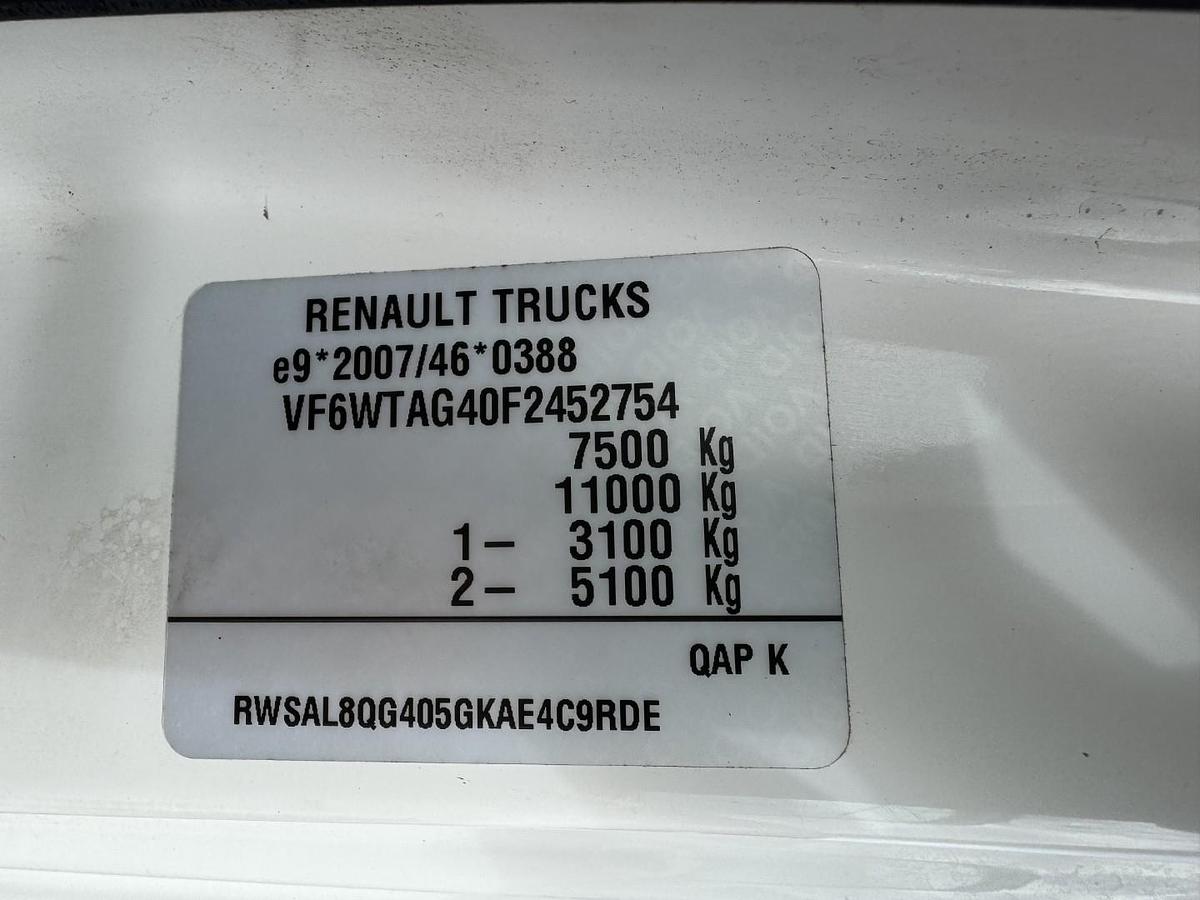 RENAULT TRUCKS
e9*2007/46*0388
VF6WTAG40F2452754
7500 Kg
11000 Kg
1– 3100 Kg
2– 5100 Kg
QAP K
RWSAL8QG405GKAE4C9RDE